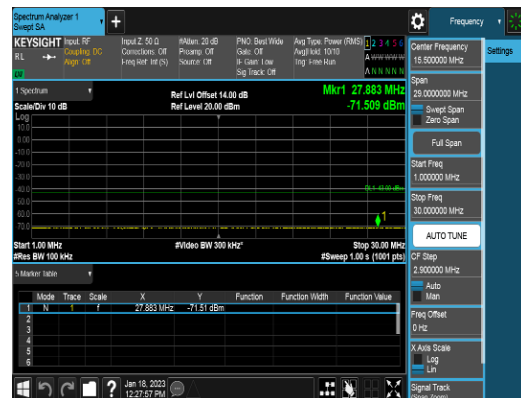 Spectrum Analyzer 1
Swept SA
Frequency
KEYSIGHT
RL
Input: RF
Coupling: DC
Align: Off
Input Z: 50 Ω
Corrections: Off
Freq Ref: Int (S)
#Atten: 20 dB
Preamp: Off
Source: Off
PNO: Best Wide
Gate: Off
IF Gain: Low
Sig Track: Off
Avg Type: Power (RMS)
Avg|Hold: 10/10
Trig: Free Run
1 2 3 4 5 6
A W W W W W
A N N N N N
Settings
Center Frequency
15.500000 MHz
1 Spectrum
Scale/Div 10 dB
Ref Lvl Offset 14.00 dB
Ref Level 20.00 dBm
Mkr1 27.883 MHz
-71.509 dBm
Span
29.0000000 MHz
Swept Span
Zero Span
Full Span
Start Freq
1.000000 MHz
Stop Freq
30.000000 MHz
AUTO TUNE
CF Step
2.900000 MHz
Auto
Man
Freq Offset
0 Hz
X Axis Scale
Log
Lin
Signal Track
(Span Zoom)
Log
10.0
0.00
-10.0
-20.0
-30.0
-40.0
-50.0
-60.0
-70.0
DL1 -43.00 dBm
1
Start 1.00 MHz
#Res BW 100 kHz
#Video BW 300 kHz*
Stop 30.00 MHz
#Sweep 1.00 s (1001 pts)
5 Marker Table
Mode Trace Scale X Y Function Function Width Function Value
1 N 1 f 27.883 MHz -71.51 dBm
2
3
4
5
6
? Jan 18, 2023
12:27:57 PM